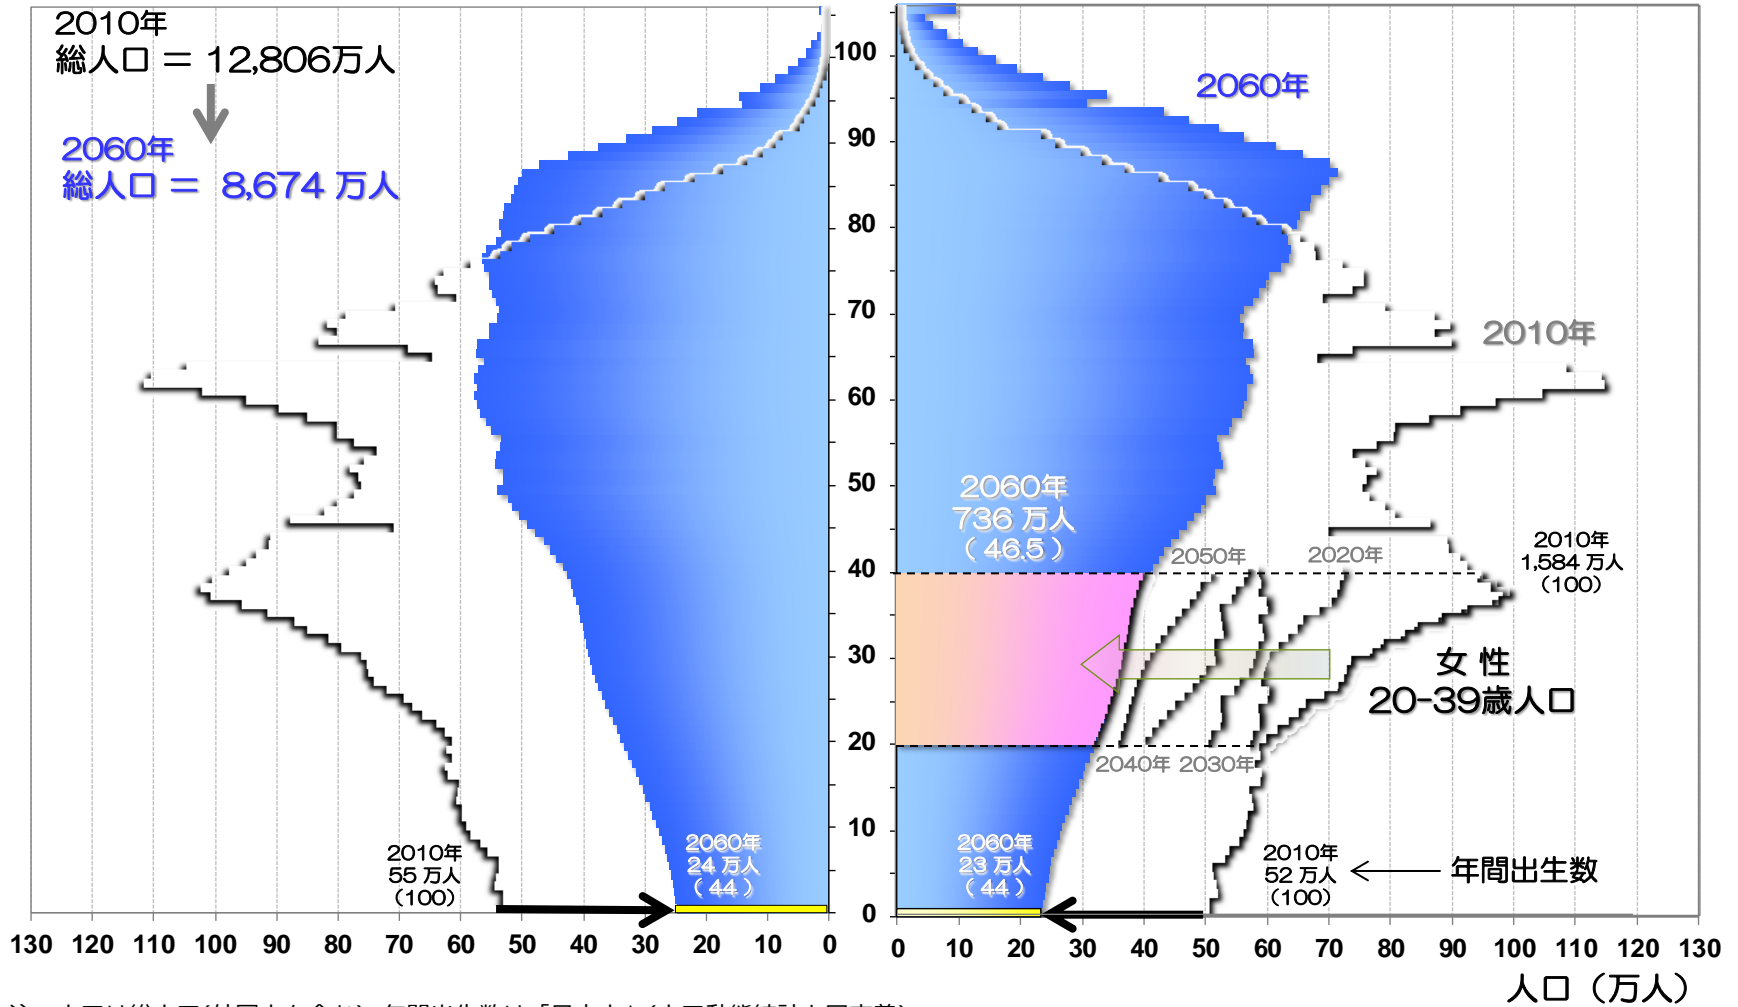 2010年
総人口 ＝ 12,806万人
2060年
総人口 ＝ 8,674 万人
100
90
80
70
60
50
40
30
20
10
0
2060年
2010年
2060年
736 万人
( 46.5 )
2050年
2020年
2010年
1,584 万人
(100)
女 性
20-39歳人口
2040年
2030年
2010年
55 万人
(100)
2060年
24 万人
( 44 )
2060年
23 万人
( 44 )
2010年
52 万人
(100)
年間出生数
130 120 110 100 90 80 70 60 50 40 30 20 10 0
0 10 20 30 40 50 60 70 80 90 100 110 120 130
人口（万人）